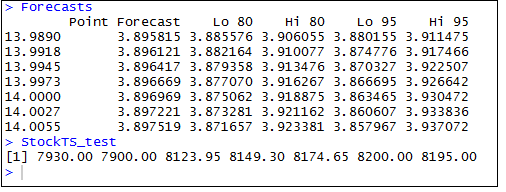 > Forecasts
        Point Forecast    Lo 80    Hi 80    Lo 95    Hi 95
13.9890       3.895815 3.885576 3.906055 3.880155 3.911475
13.9918       3.896121 3.882164 3.910077 3.874776 3.917466
13.9945       3.896417 3.879358 3.913476 3.870327 3.922507
13.9973       3.896669 3.877070 3.916267 3.866695 3.926642
14.0000       3.896969 3.875062 3.918875 3.863465 3.930472
14.0027       3.897221 3.873281 3.921162 3.860607 3.933836
14.0055       3.897519 3.871657 3.923381 3.857967 3.937072
> StockTS_test
[1] 7930.00 7900.00 8123.95 8149.30 8174.65 8200.00 8195.00
>